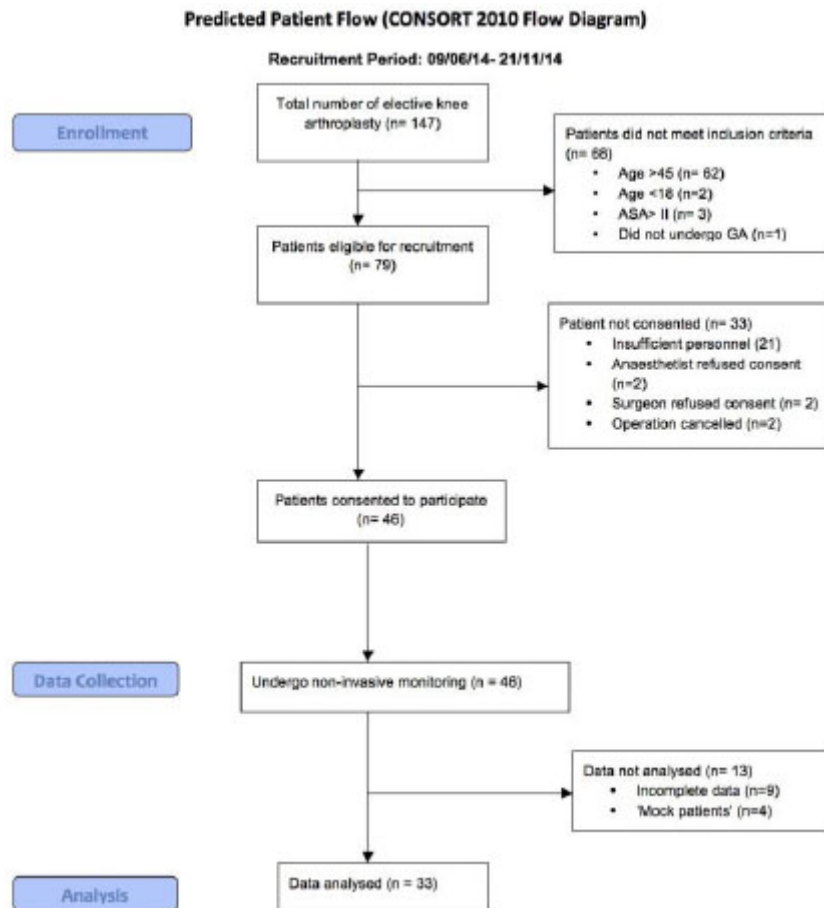 Predicted Patient Flow (CONSORT 2010 Flow Diagram)
Recruitment Period: 09/06/14- 21/11/14
Enrollment
Total number of elective knee
arthroplasty (n= 147)
Patients did not meet inclusion criteria
(n= 68)
• Age >45 (n= 62)
• Age <18 (n=2)
• ASA> II (n= 3)
• Did not undergo GA (n=1)
Patients eligible for recruitment
(n= 79)
Patient not consented (n= 33)
• Insufficient personnel (21)
• Anaesthetist refused consent
(n=2)
• Surgeon refused consent (n= 2)
• Operation cancelled (n=2)
Patients consented to participate
(n= 46)
Data Collection
Undergo non-invasive monitoring (n = 46)
Data not analysed (n= 13)
• Incomplete data (n=9)
• 'Mock patients' (n=4)
Analysis
Data analysed (n = 33)